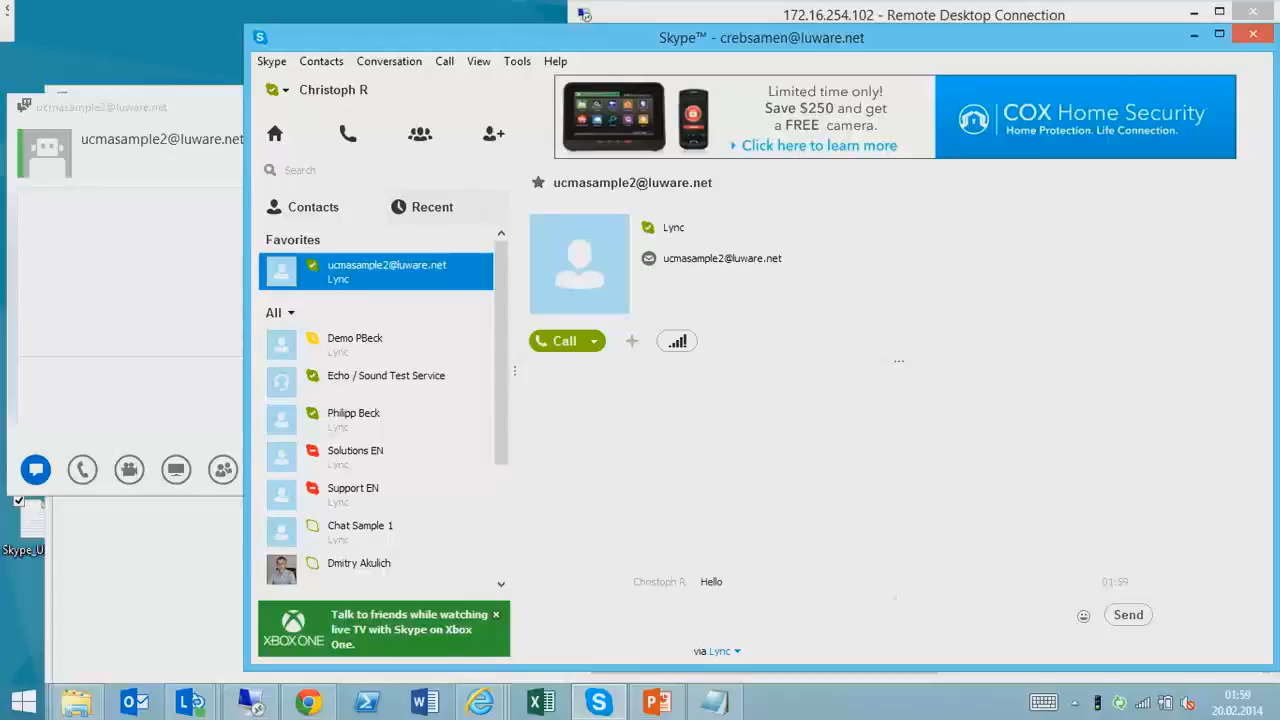 172.16.254.102 - Remote Desktop Connection
Skype™ - crebsamen@luware.net
Skype Contacts Conversation Call View Tools Help
ucmasample2@luware.net
ucmasample2@luware.net
Christoph R
Search
Contacts Recent
Favorites
ucmasample2@luware.net
Lync
All
Demo PBeck
Lync
Echo / Sound Test Service
Philipp Beck
Lync
Solutions EN
Lync
Support EN
Lync
Chat Sample 1
Lync
Dmitry Akulich
XBOX ONE
Talk to friends while watching
live TV with Skype on Xbox
One.
Limited time only!
Save $250 and get
a FREE camera.
Click here to learn more
COX Home Security
Home Protection. Life Connection.
ucmasample2@luware.net
Lync
ucmasample2@luware.net
Call
Christoph R. Hello 01:59
Send
via Lync
Skype_U
01:59
20.02.2014